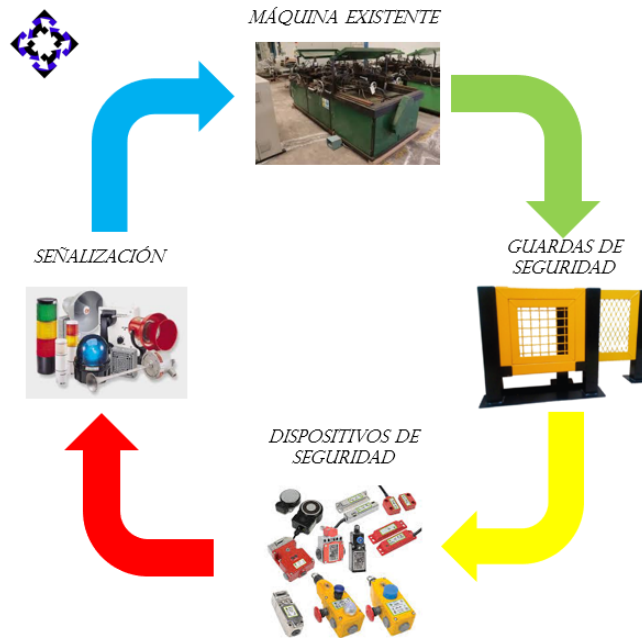 MÁQUINA EXISTENTE
GUARDAS DE
SEGURIDAD
SEÑALIZACIÓN
DISPOSITIVOS DE
SEGURIDAD